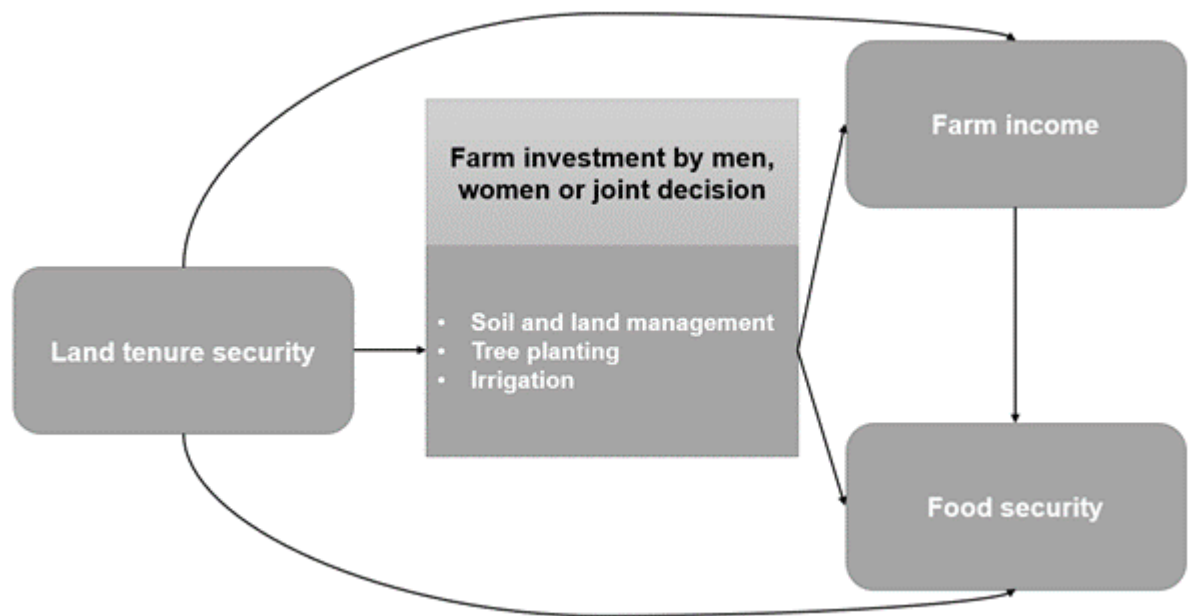 Farm income
Farm investment by men,
women or joint decision
Land tenure security
• Soil and land management
• Tree planting
• Irrigation
Food security